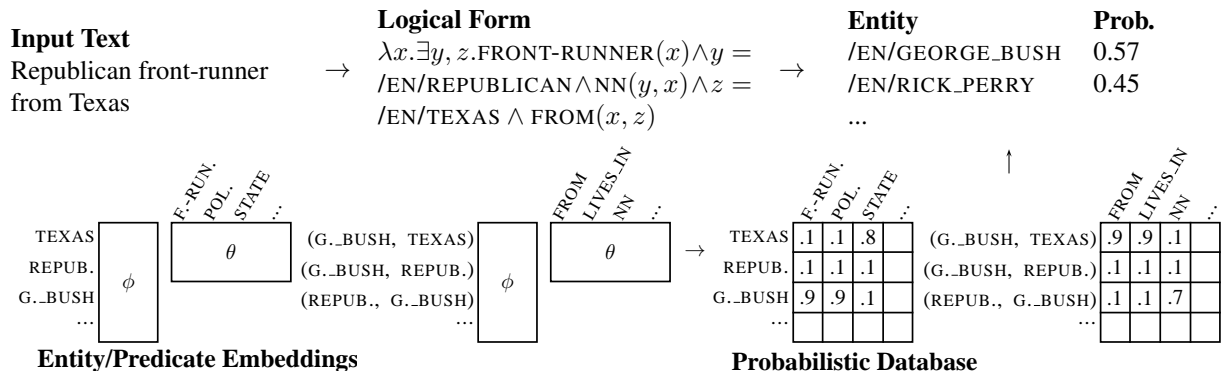 Input Text
Republican front-runner
from Texas
→
Logical Form
λx.∃y, z.FRONT-RUNNER(x)∧y =
/EN/REPUBLICAN∧NN(y, x)∧z =
/EN/TEXAS ∧ FROM(x, z)
→
Entity Prob.
/EN/GEORGE_BUSH 0.57
/EN/RICK_PERRY 0.45
...
F.-RUN. POL. STATE ...
TEXAS
REPUB.
G._BUSH
...
ϕ
θ
FROM LIVES_IN NN ...
(G._BUSH, TEXAS)
(G._BUSH, REPUB.)
(REPUB., G._BUSH)
...
ϕ
θ
→
Entity/Predicate Embeddings
↑
F.-RUN. POL. STATE ...
TEXAS .1 .1 .8
REPUB. .1 .1 .1
G._BUSH .9 .9 .1
...
FROM LIVES_IN NN ...
(G._BUSH, TEXAS) .9 .9 .1
(G._BUSH, REPUB.) .1 .1 .1
(REPUB., G._BUSH) .1 .1 .7
...
Probabilistic Database